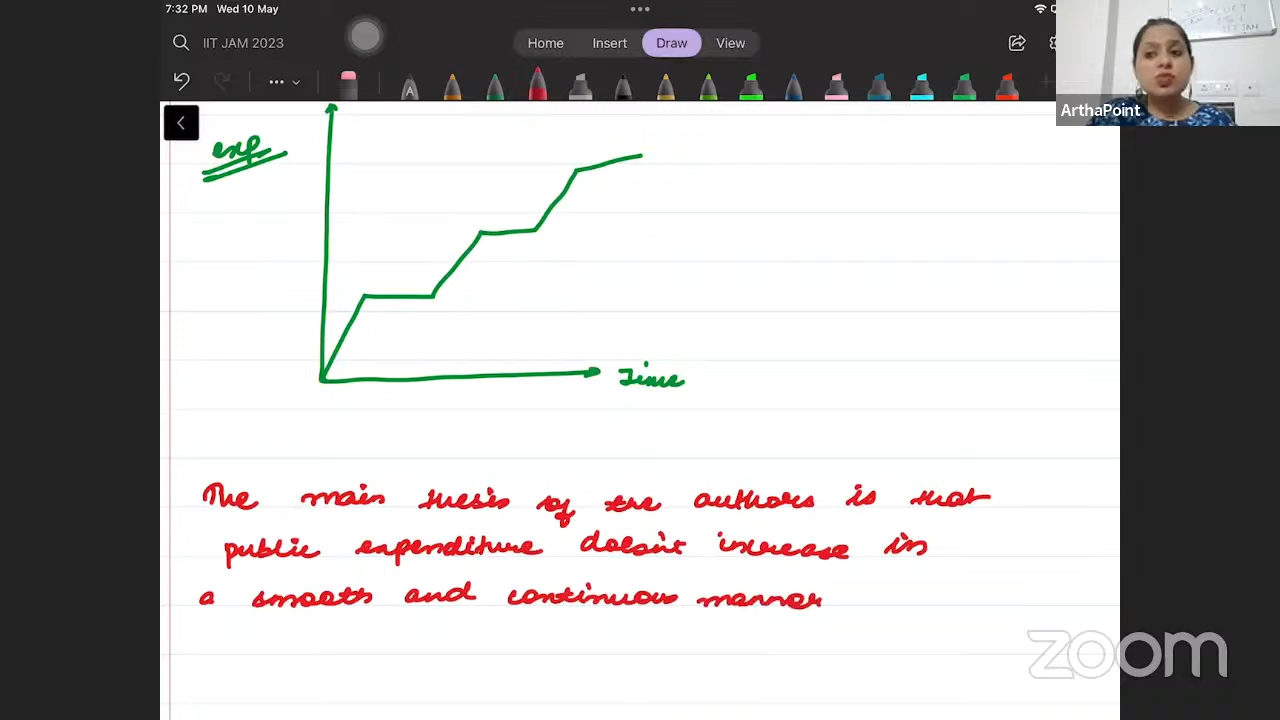 7:32 PM Wed 10 May
IIT JAM 2023
Home Insert Draw View
A
ArthaPoint
exp
Time
The main thesis of the authors is that
public expenditure doesn't increase in
a smooth and continuous manner
zoom